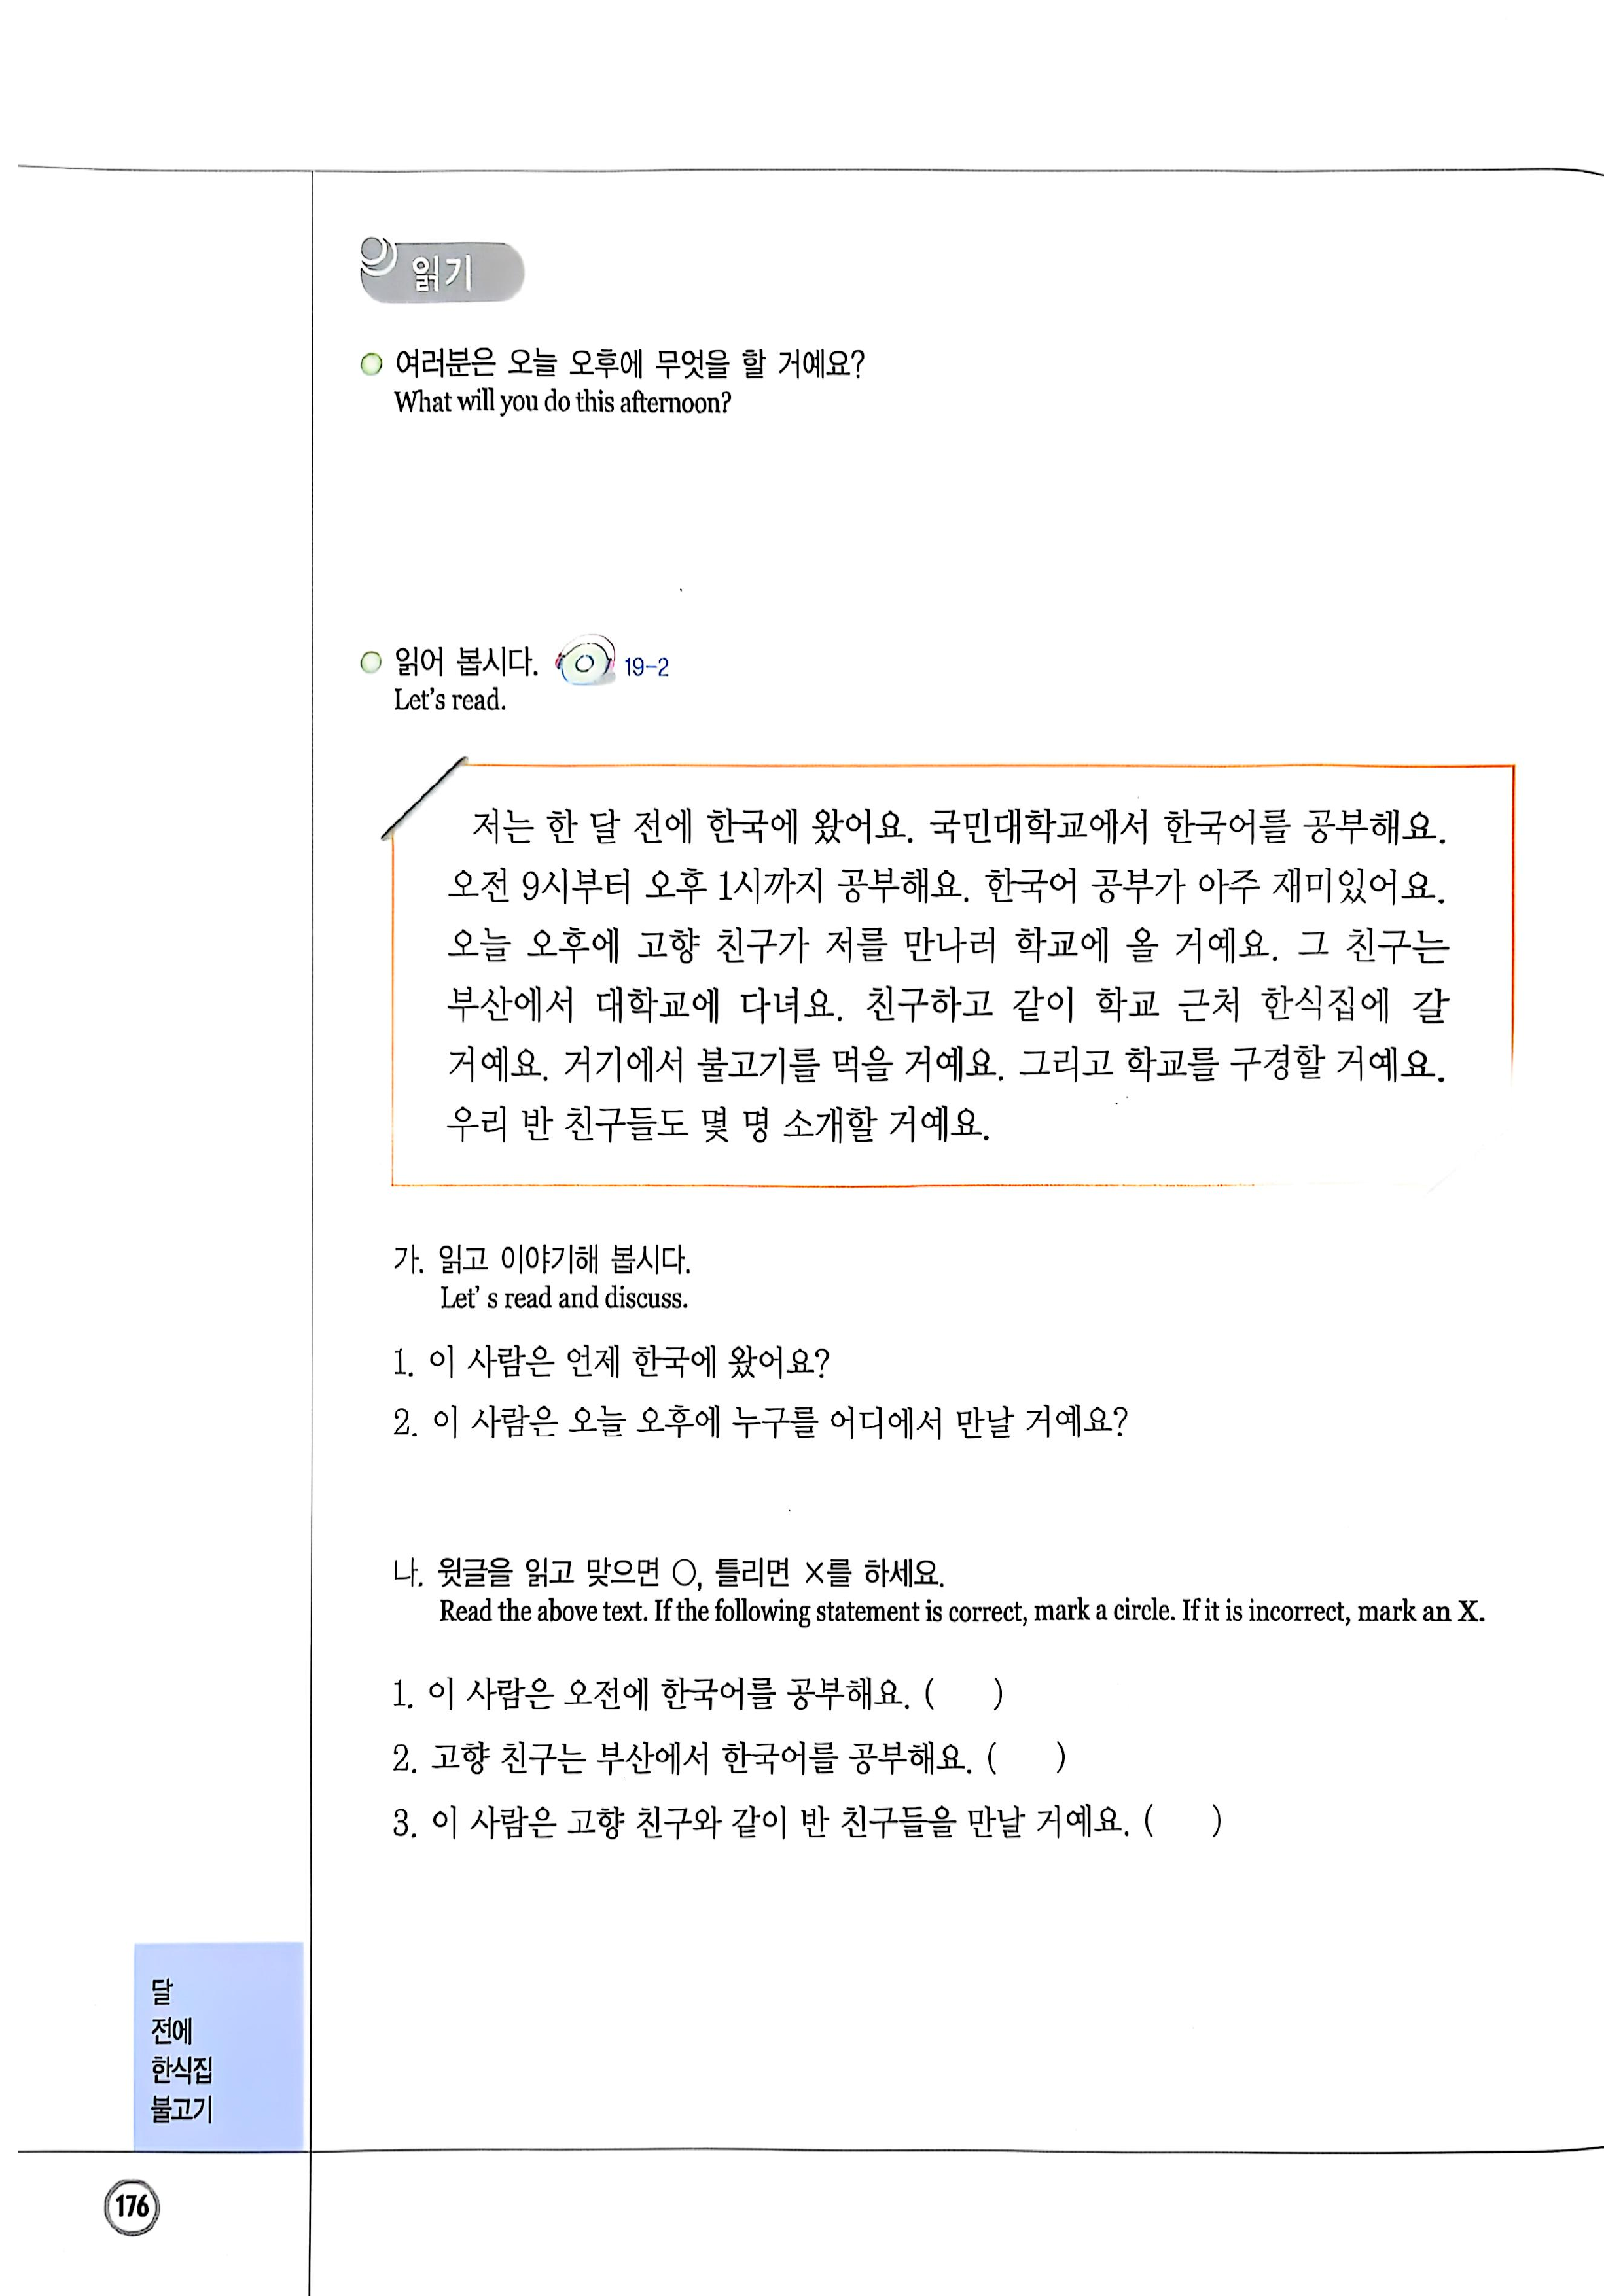 읽기
여러분은 오늘 오후에 무엇을 할 거예요?
What will you do this afternoon?
읽어 봅시다. 19-2
Let's read.
저는 한 달 전에 한국에 왔어요. 국민대학교에서 한국어를 공부해요.
오전 9시부터 오후 1시까지 공부해요. 한국어 공부가 아주 재미있어요.
오늘 오후에 고향 친구가 저를 만나러 학교에 올 거예요. 그 친구는
부산에서 대학교에 다녀요. 친구하고 같이 학교 근처 한식집에 갈
거예요. 거기에서 불고기를 먹을 거예요. 그리고 학교를 구경할 거예요.
우리 반 친구들도 몇 명 소개할 거예요.
가. 읽고 이야기해 봅시다.
Let' s read and discuss.
1. 이 사람은 언제 한국에 왔어요?
2. 이 사람은 오늘 오후에 누구를 어디에서 만날 거예요?
나. 윗글을 읽고 맞으면 ○, 틀리면 ×를 하세요.
Read the above text. If the following statement is correct, mark a circle. If it is incorrect, mark an X.
1. 이 사람은 오전에 한국어를 공부해요. (    )
2. 고향 친구는 부산에서 한국어를 공부해요. (    )
3. 이 사람은 고향 친구와 같이 반 친구들을 만날 거예요. (    )
달
전에
한식집
불고기
176